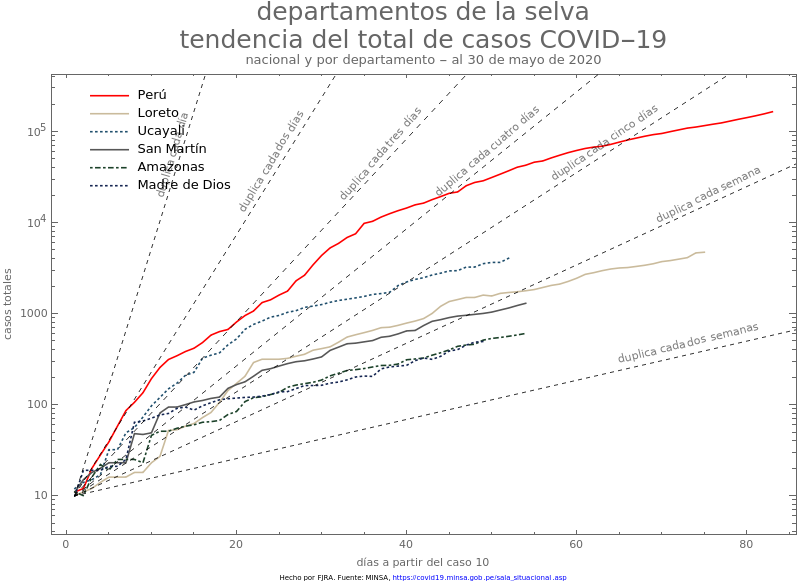 departamentos de la selva
tendencia del total de casos COVID−19
nacional y por departamento − al 30 de mayo de 2020
Perú
Loreto
Ucayali
San Martín
Amazonas
Madre de Dios
duplica cada día
duplica cada dos días
duplica cada tres días
duplica cada cuatro días
duplica cada cinco días
duplica cada semana
duplica cada dos semanas
casos totales
10^5
10^4
1000
100
10
0 20 40 60 80
días a partir del caso 10
Hecho por FJRA. Fuente: MINSA, https://covid19.minsa.gob.pe/sala_situacional.asp